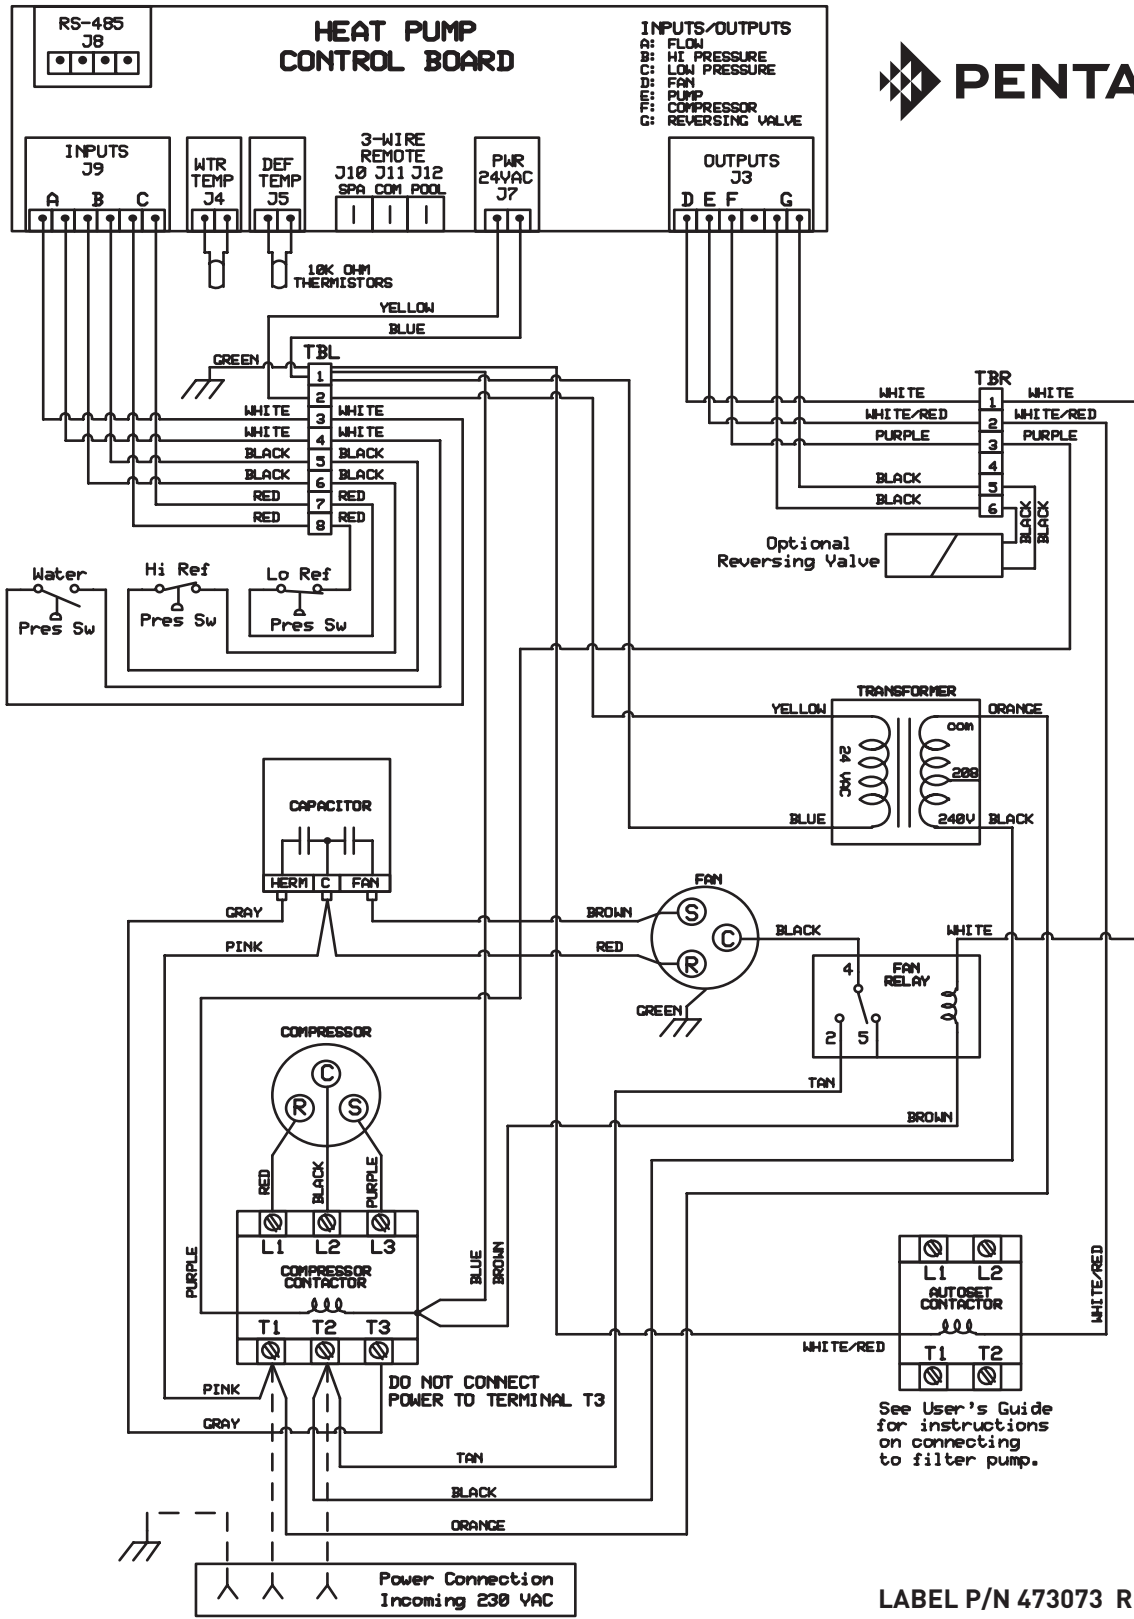 RS-485
J8
HEAT PUMP
CONTROL BOARD
INPUTS/OUTPUTS
A: FLOW
B: HI PRESSURE
C: LOW PRESSURE
D: FAN
E: PUMP
F: COMPRESSOR
G: REVERSING VALVE
PENTA
INPUTS
J9
A B C
WTR
TEMP
J4
DEF
TEMP
J5
3-WIRE
REMOTE
J10 J11 J12
SPA COM POOL
PWR
24VAC
J7
OUTPUTS
J3
D E F G
10K OHM
THERMISTORS
YELLOW
BLUE
GREEN
TBL
1
2
WHITE 3 WHITE
WHITE 4 WHITE
BLACK 5 BLACK
BLACK 6 BLACK
RED 7 RED
RED 8 RED
TBR
WHITE 1 WHITE
WHITE/RED 2 WHITE/RED
PURPLE 3 PURPLE
4
BLACK 5
BLACK 6
BLACK
BLACK
Optional
Reversing Valve
Water
Pres Sw
Hi Ref
Pres Sw
Lo Ref
Pres Sw
TRANSFORMER
YELLOW
ORANGE
com
24 VAC
208
BLUE
240V
BLACK
CAPACITOR
HERM C FAN
GRAY
PINK
FAN
BROWN
RED
S
C
R
GREEN
BLACK
WHITE
4
FAN
RELAY
2 5
TAN
BROWN
COMPRESSOR
C
R S
RED
BLACK
PURPLE
L1 L2 L3
COMPRESSOR
CONTACTOR
T1 T2 T3
PURPLE
BLUE
BROWN
PINK
GRAY
DO NOT CONNECT
POWER TO TERMINAL T3
TAN
BLACK
ORANGE
WHITE/RED
WHITE/RED
L1 L2
AUTOSET
CONTACTOR
T1 T2
See User's Guide
for instructions
on connecting
to filter pump.
Power Connection
Incoming 230 VAC
LABEL P/N 473073 R